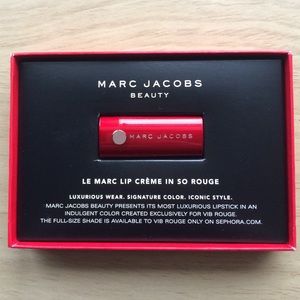 MARC JACOBS
BEAUTY
MARC JACOBS
LE MARC LIP CRÈME IN SO ROUGE
LUXURIOUS WEAR. SIGNATURE COLOR. ICONIC STYLE.
MARC JACOBS BEAUTY PRESENTS ITS MOST LUXURIOUS LIPSTICK IN AN
INDULGENT COLOR CREATED EXCLUSIVELY FOR VIB ROUGE.
THE FULL-SIZE SHADE IS AVAILABLE TO VIB ROUGE ONLY ON SEPHORA.COM.